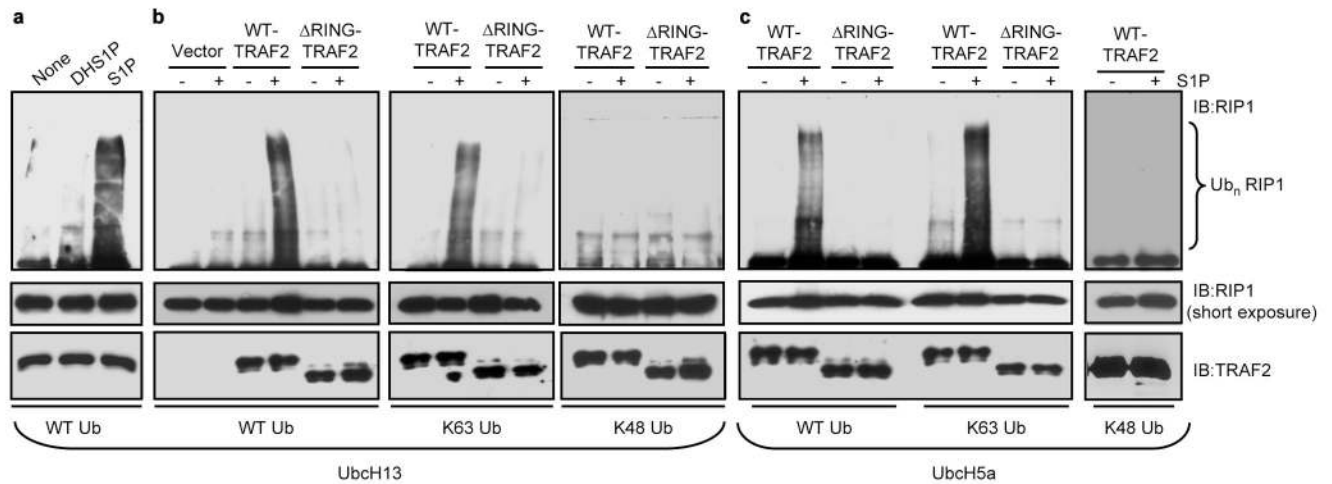 a b c
None DHS1P S1P
Vector WT-TRAF2 ΔRING-TRAF2 WT-TRAF2 ΔRING-TRAF2 WT-TRAF2 ΔRING-TRAF2 WT-TRAF2 ΔRING-TRAF2 WT-TRAF2 ΔRING-TRAF2 WT-TRAF2
- + - + - + - + - + - + - + - + - + - + - + - + S1P
IB:RIP1
Ubn RIP1
IB:RIP1
(short exposure)
IB:TRAF2
WT Ub WT Ub K63 Ub K48 Ub WT Ub K63 Ub K48 Ub
UbcH13 UbcH5a